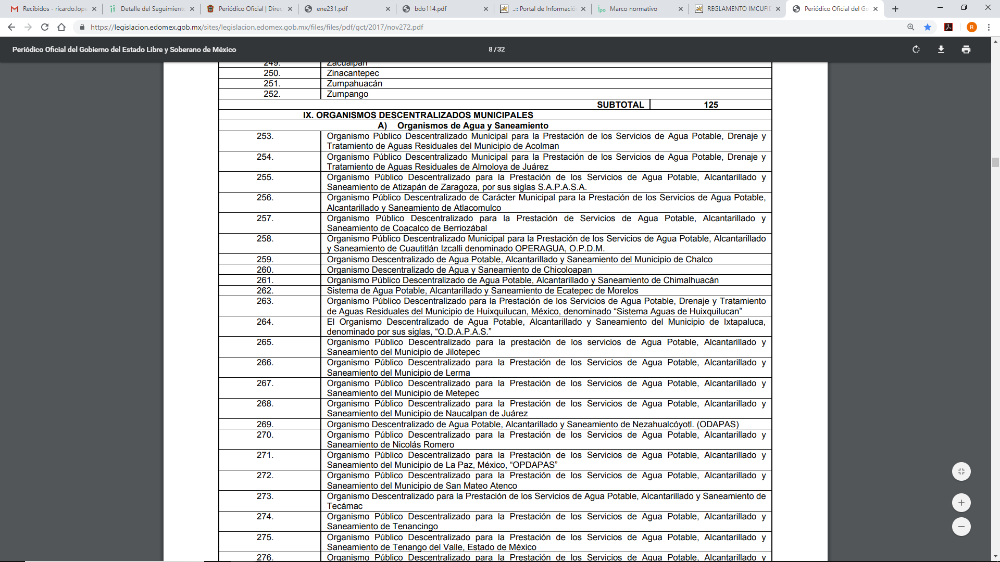 Recibidos - ricardo.lope
Detalle del Seguimiento
Periódico Oficial | Direc
ene231.pdf
bdo114.pdf
..:: Portal de Informació
Marco normativo
REGLAMENTO IMCUFID
Periódico Oficial del Go
https://legislacion.edomex.gob.mx/sites/legislacion.edomex.gob.mx/files/files/pdf/gct/2017/nov272.pdf
R
Periódico Oficial del Gobierno del Estado Libre y Soberano de México
8 / 32
249. Zacualpan
250. Zinacantepec
251. Zumpahuacán
252. Zumpango
SUBTOTAL 125
IX. ORGANISMOS DESCENTRALIZADOS MUNICIPALES
A) Organismos de Agua y Saneamiento
253. Organismo Público Descentralizado Municipal para la Prestación de los Servicios de Agua Potable, Drenaje y
Tratamiento de Aguas Residuales del Municipio de Acolman
254. Organismo Público Descentralizado Municipal para la Prestación de los Servicios de Agua Potable, Drenaje y
Tratamiento de Aguas Residuales de Almoloya de Juárez
255. Organismo Público Descentralizado para la Prestación de los Servicios de Agua Potable, Alcantarillado y
Saneamiento de Atizapán de Zaragoza, por sus siglas S.A.P.A.S.A.
256. Organismo Público Descentralizado de Carácter Municipal para la Prestación de los Servicios de Agua Potable,
Alcantarillado y Saneamiento de Atlacomulco
257. Organismo Público Descentralizado para la Prestación de Servicios de Agua Potable, Alcantarillado y
Saneamiento de Coacalco de Berriozábal
258. Organismo Público Descentralizado Municipal para la Prestación de los Servicios de Agua Potable, Alcantarillado
y Saneamiento de Cuautitlán Izcalli denominado OPERAGUA, O.P.D.M.
259. Organismo Descentralizado de Agua Potable, Alcantarillado y Saneamiento del Municipio de Chalco
260. Organismo Descentralizado de Agua y Saneamiento de Chicoloapan
261. Organismo Público Descentralizado de Agua Potable, Alcantarillado y Saneamiento de Chimalhuacán
262. Sistema de Agua Potable, Alcantarillado y Saneamiento de Ecatepec de Morelos
263. Organismo Público Descentralizado para la Prestación de los Servicios de Agua Potable, Drenaje y Tratamiento
de Aguas Residuales del Municipio de Huixquilucan, México, denominado “Sistema Aguas de Huixquilucan”
264. El Organismo Descentralizado de Agua Potable, Alcantarillado y Saneamiento del Municipio de Ixtapaluca,
denominado por sus siglas, “O.D.A.P.A.S.”
265. Organismo Público Descentralizado para la prestación de los servicios de Agua Potable, Alcantarillado y
Saneamiento del Municipio de Jilotepec
266. Organismo Público Descentralizado para la Prestación de los Servicios de Agua Potable, Alcantarillado y
Saneamiento del Municipio de Lerma
267. Organismo Público Descentralizado para la Prestación de los Servicios de Agua Potable, Alcantarillado y
Saneamiento del Municipio de Metepec
268. Organismo Público Descentralizado para la Prestación de los Servicios de Agua Potable, Alcantarillado y
Saneamiento del Municipio de Naucalpan de Juárez
269. Organismo Descentralizado de Agua Potable, Alcantarillado y Saneamiento de Nezahualcóyotl. (ODAPAS)
270. Organismo Público Descentralizado para la Prestación de los Servicios de Agua Potable, Alcantarillado y
Saneamiento de Nicolás Romero
271. Organismo Público Descentralizado para la Prestación de los Servicios de Agua Potable, Alcantarillado y
Saneamiento del Municipio de La Paz, México, “OPDAPAS”
272. Organismo Público Descentralizado para la Prestación de los Servicios de Agua Potable, Alcantarillado y
Saneamiento del Municipio de San Mateo Atenco
273. Organismo Descentralizado para la Prestación de los Servicios de Agua Potable, Alcantarillado y Saneamiento de
Tecámac
274. Organismo Público Descentralizado para la Prestación de los Servicios de Agua Potable, Alcantarillado y
Saneamiento de Tenancingo
275. Organismo Público Descentralizado para la Prestación de los Servicios de Agua Potable, Alcantarillado y
Saneamiento de Tenango del Valle, Estado de México
276. Organismo Público Descentralizado para la Prestación de los Servicios de Agua Potable, Alcantarillado y